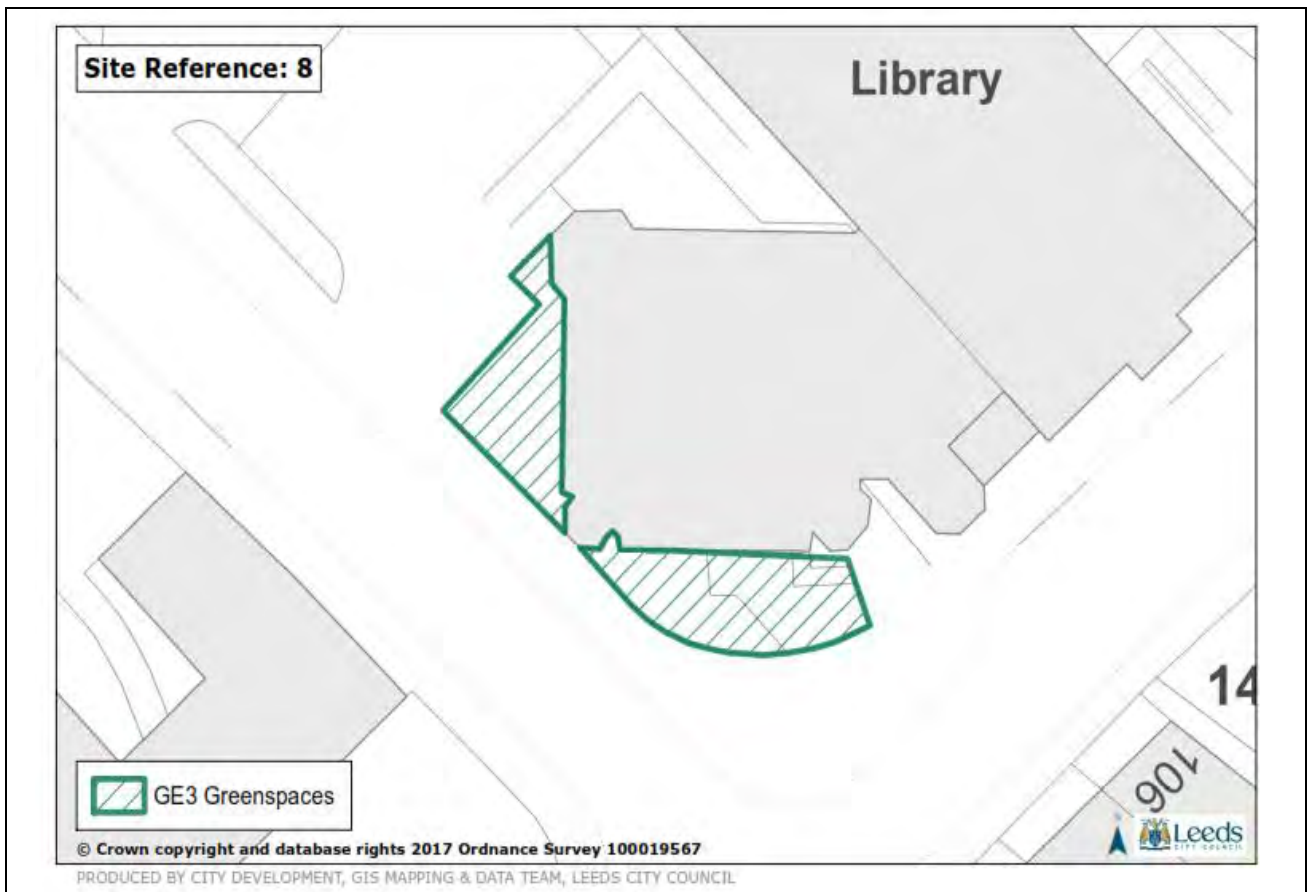 Site Reference: 8
Library
14
106
GE3 Greenspaces
Leeds
CITY COUNCIL
© Crown copyright and database rights 2017 Ordnance Survey 100019567
PRODUCED BY CITY DEVELOPMENT, GIS MAPPING & DATA TEAM, LEEDS CITY COUNCIL